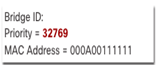 Bridge ID:
Priority = 32769
MAC Address = 000A00111111